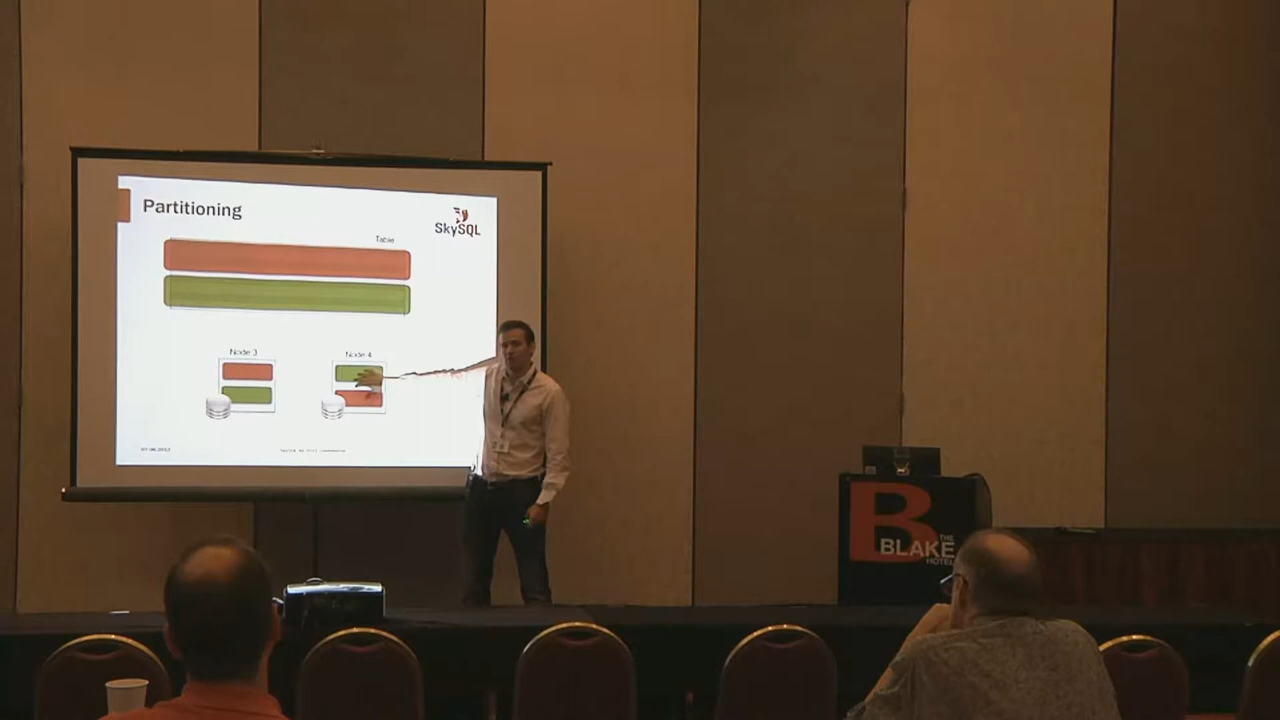 Partitioning
SkySQL
Table
Node 3
Node 4
B
THE
BLAKE
HOTEL